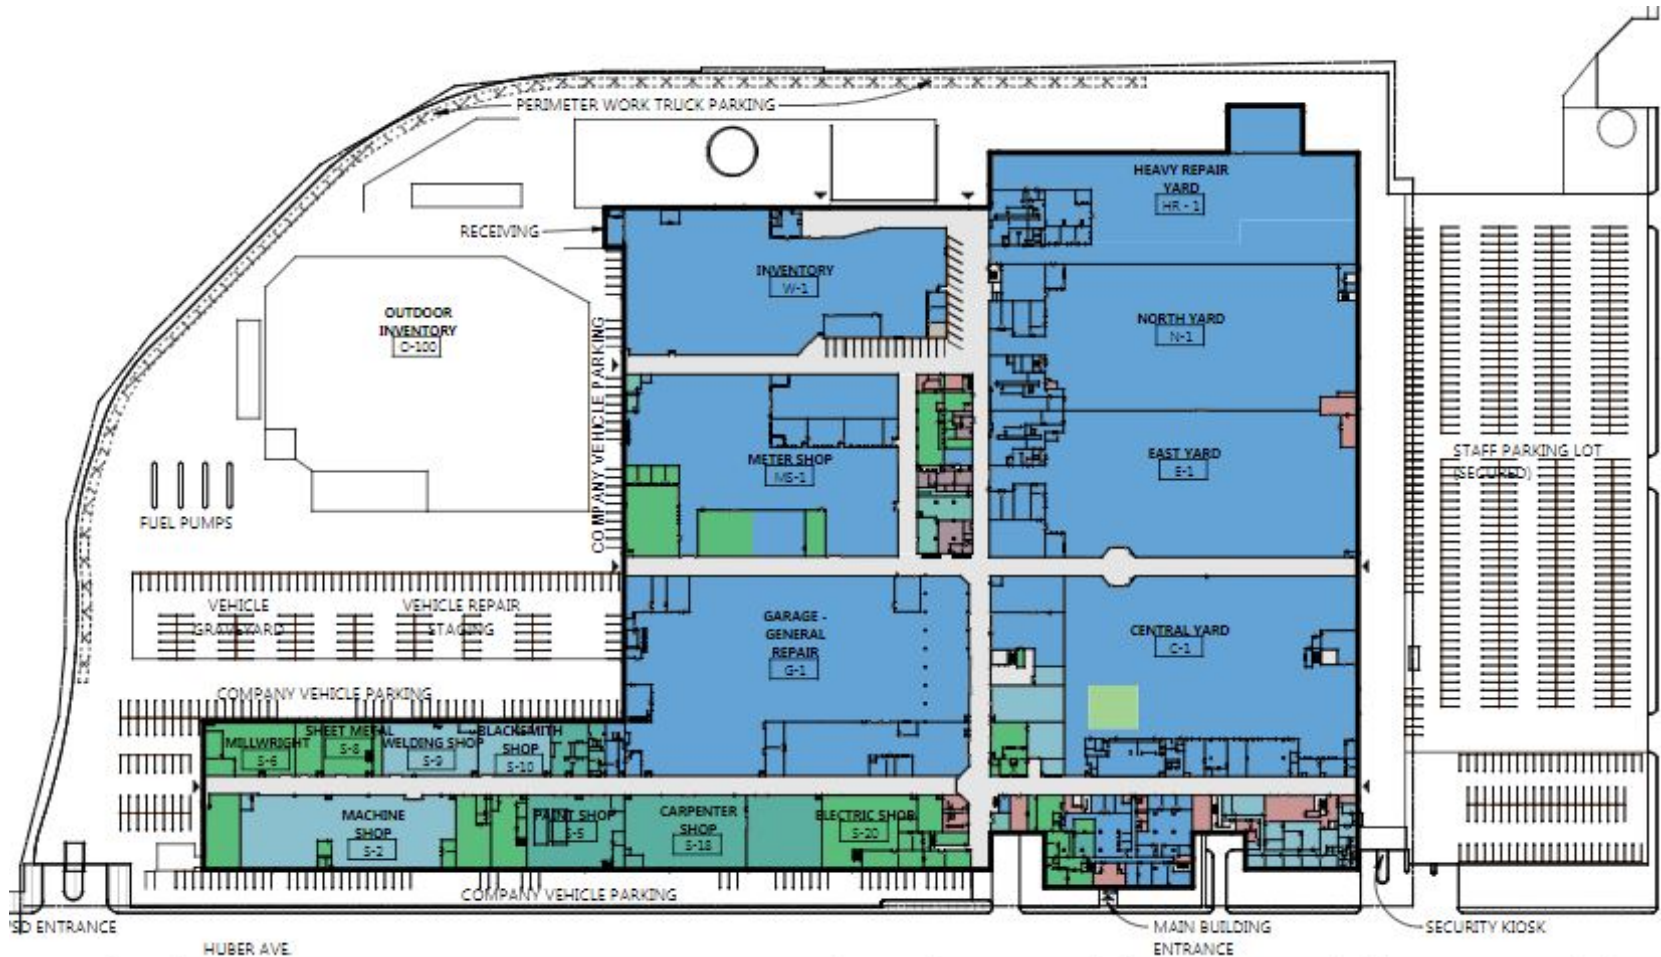 PERIMETER WORK TRUCK PARKING
HEAVY REPAIR
YARD
HR - 1
RECEIVING
INVENTORY
W-1
OUTDOOR
INVENTORY
O-100
NORTH YARD
N-1
COMPANY VEHICLE PARKING
METER SHOP
MS-1
EAST YARD
E-1
STAFF PARKING LOT
(SECURED)
FUEL PUMPS
VEHICLE
GRAVEYARD
VEHICLE REPAIR
STAGING
GARAGE -
GENERAL
REPAIR
G-1
CENTRAL YARD
C-1
COMPANY VEHICLE PARKING
MILLWRIGHT
S-6
SHEET METAL
S-8
WELDING SHOP
S-9
BLACKSMITH
SHOP
S-10
MACHINE
SHOP
S-2
PAINT SHOP
S-5
CARPENTER
SHOP
S-18
ELECTRIC SHOP
S-20
COMPANY VEHICLE PARKING
SD ENTRANCE
HUBER AVE.
MAIN BUILDING
ENTRANCE
SECURITY KIOSK